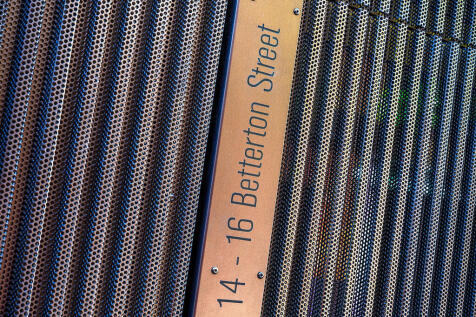 14 - 16 Betterton Street